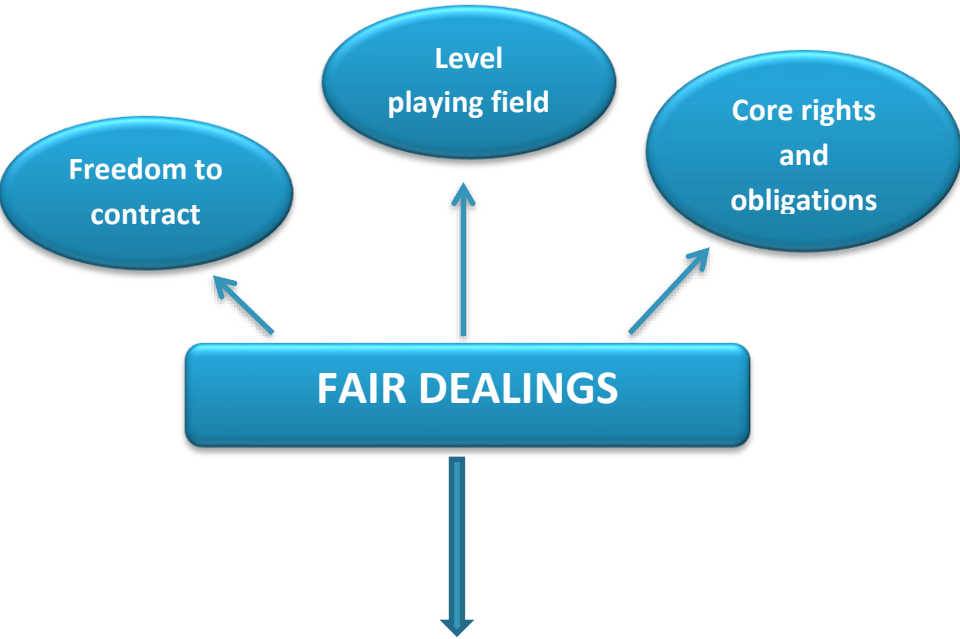 Level
playing field
Core rights
and
obligations
Freedom to
contract
FAIR DEALINGS